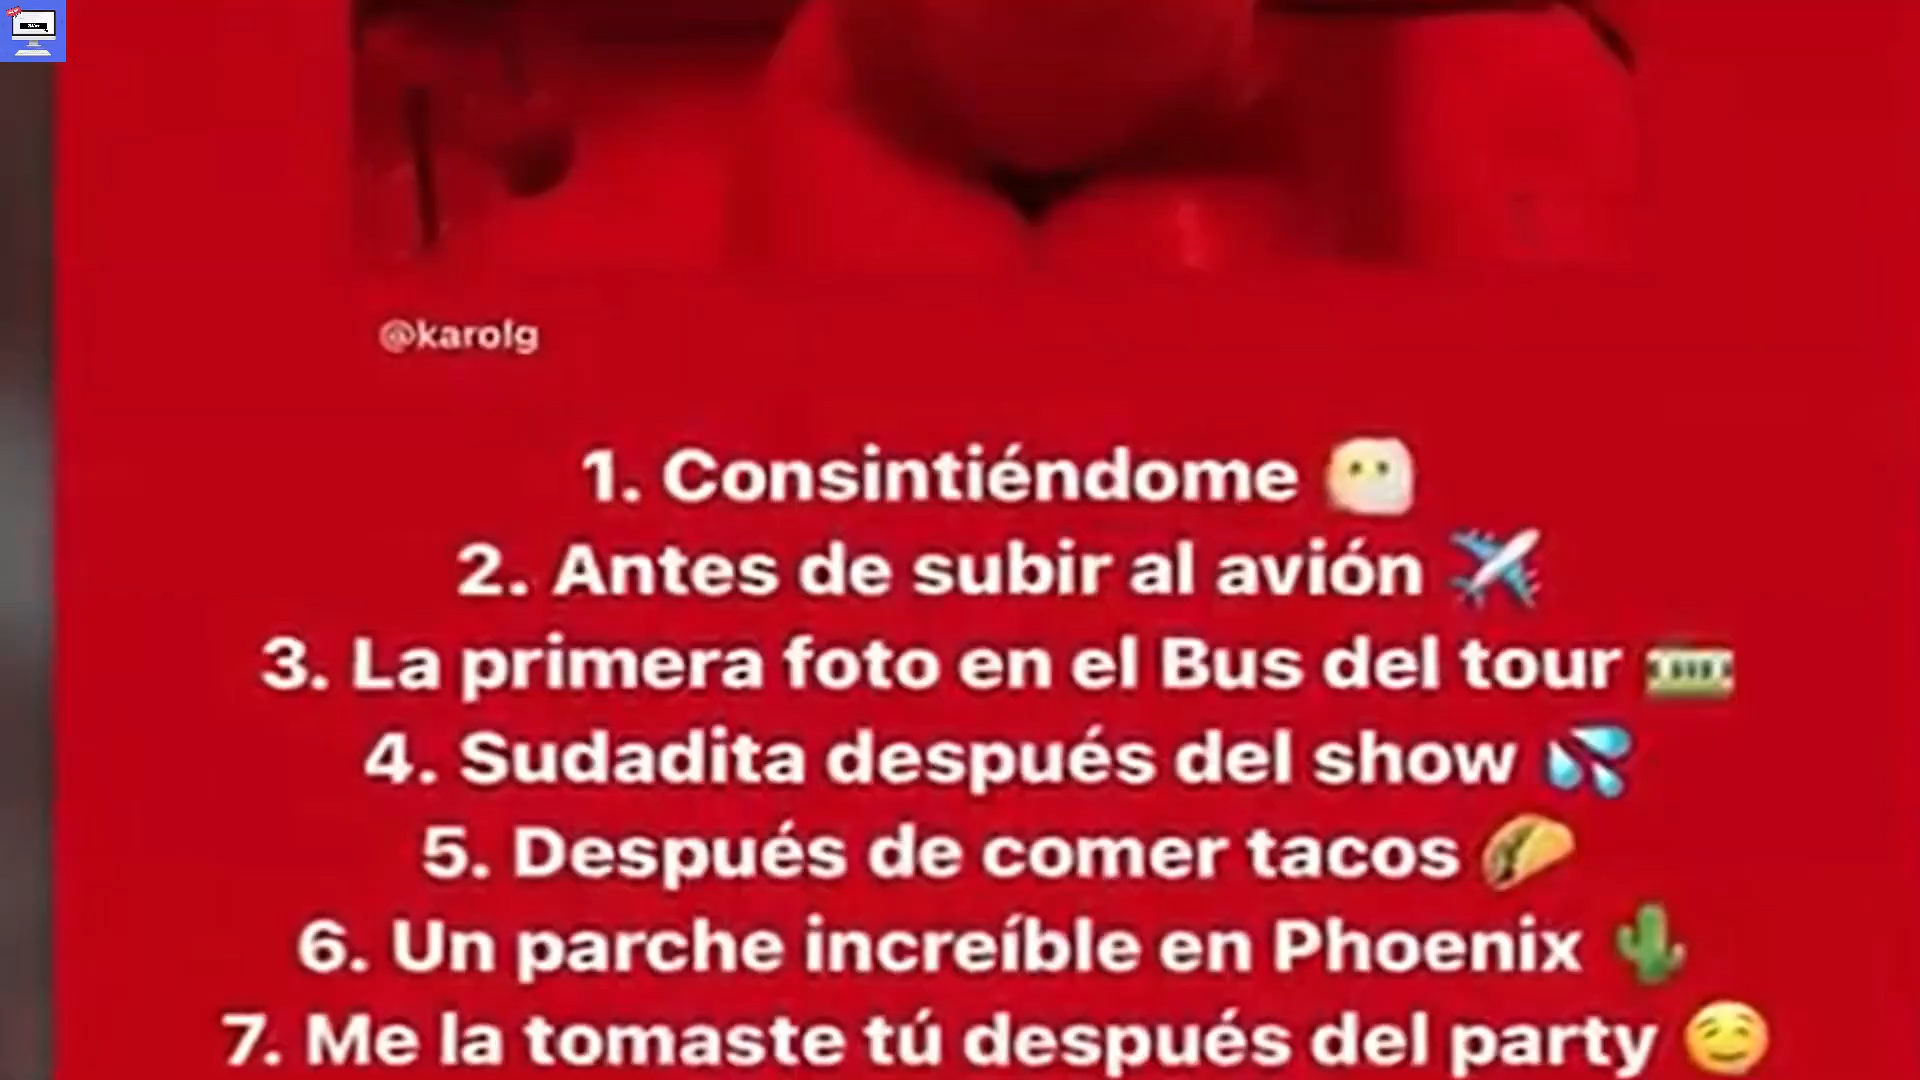 @karolg
1. Consintiéndome 😶
2. Antes de subir al avión ✈️
3. La primera foto en el Bus del tour 🚃
4. Sudadita después del show 💦
5. Después de comer tacos 🌮
6. Un parche increíble en Phoenix 🌵
7. Me la tomaste tú después del party ☺️